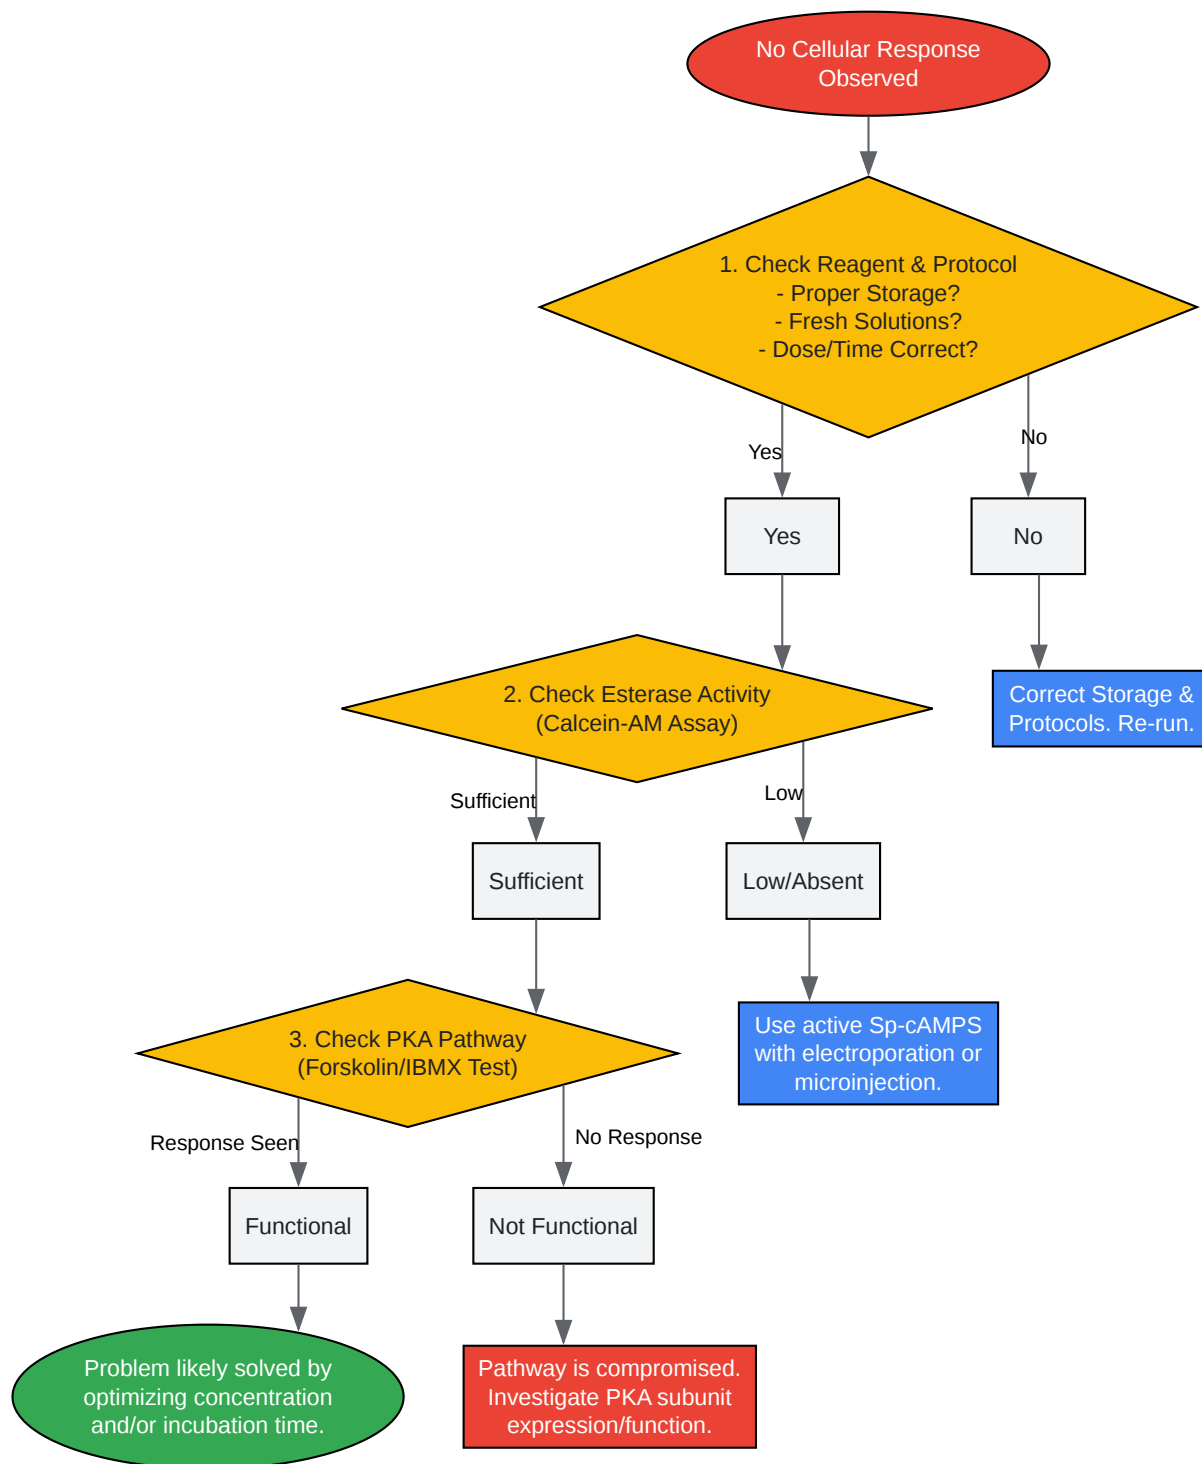 No Cellular Response
Observed
1. Check Reagent & Protocol
- Proper Storage?
- Fresh Solutions?
- Dose/Time Correct?
Yes
No
Yes
No
2. Check Esterase Activity
(Calcein-AM Assay)
Correct Storage &
Protocols. Re-run.
Sufficient
Low
Sufficient
Low/Absent
3. Check PKA Pathway
(Forskolin/IBMX Test)
Use active Sp-cAMPS
with electroporation or
microinjection.
Response Seen
No Response
Functional
Not Functional
Problem likely solved by
optimizing concentration
and/or incubation time.
Pathway is compromised.
Investigate PKA subunit
expression/function.